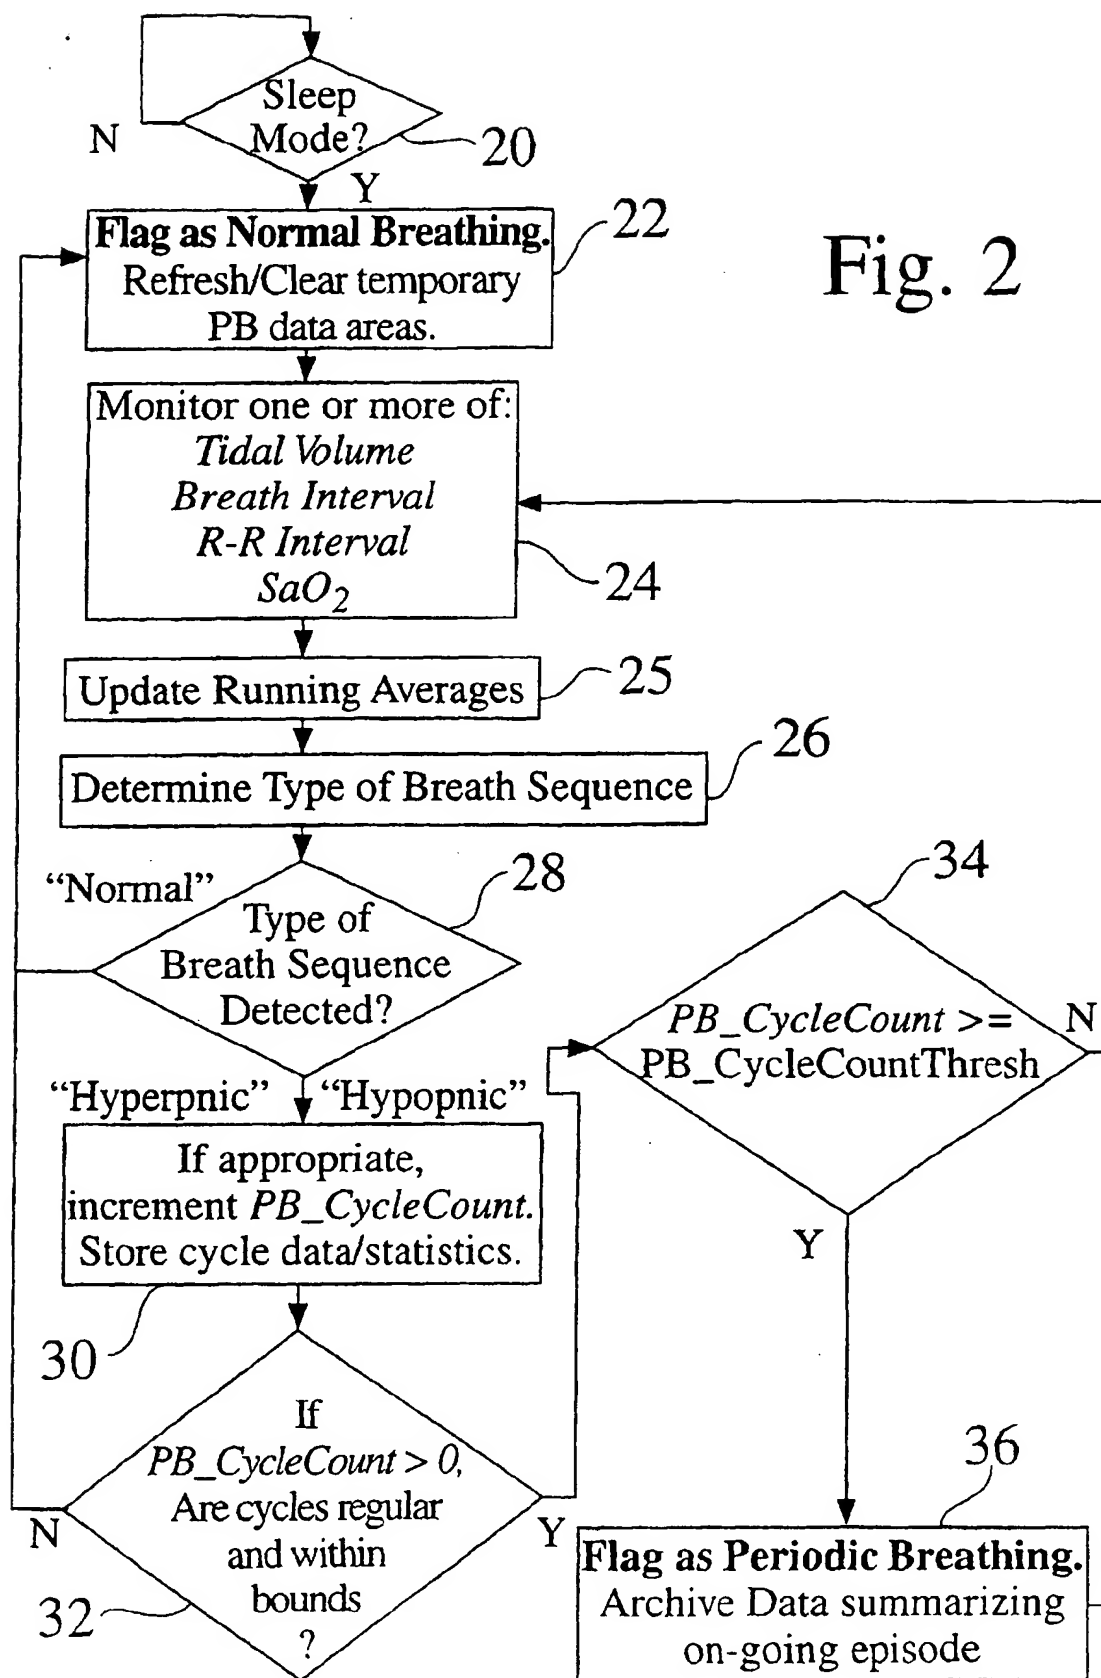 Sleep
Mode?
N
20
Y
Flag as Normal Breathing.
Refresh/Clear temporary
PB data areas.
22
Fig. 2
Monitor one or more of:
Tidal Volume
Breath Interval
R-R Interval
SaO2
24
Update Running Averages
25
Determine Type of Breath Sequence
26
"Normal"
Type of
Breath Sequence
Detected?
28
"Hyperpnic" "Hypopnic"
If appropriate,
increment PB_CycleCount.
Store cycle data/statistics.
30
If
PB_CycleCount > 0,
Are cycles regular
and within
bounds
?
N
Y
32
34
PB_CycleCount >=
PB_CycleCountThresh
N
Y
36
Flag as Periodic Breathing.
Archive Data summarizing
on-going episode